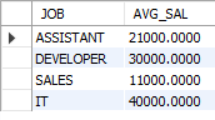 JOB AVG_SAL
ASSISTANT 21000.0000
DEVELOPER 30000.0000
SALES 11000.0000
IT 40000.0000